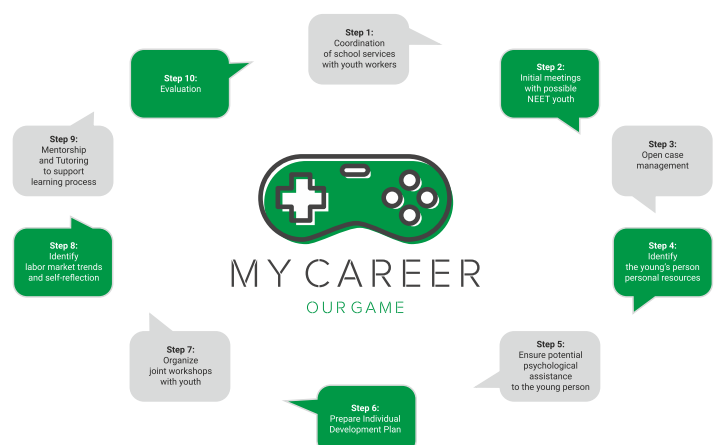 Step 1:
Coordination
of school services
with youth workers
Step 2:
Initial meetings
with possible
NEET youth
Step 3:
Open case
management
Step 4:
Identify
the young's person
personal resources
Step 5:
Ensure potential
psychological
assistance
to the young person
Step 6:
Prepare Individual
Development Plan
Step 7:
Organize
joint workshops
with youth
Step 8:
Identify
labor market trends
and self-reflection
Step 9:
Mentorship
and Tutoring
to support
learning process
Step 10:
Evaluation
MY CAREER
OUR GAME